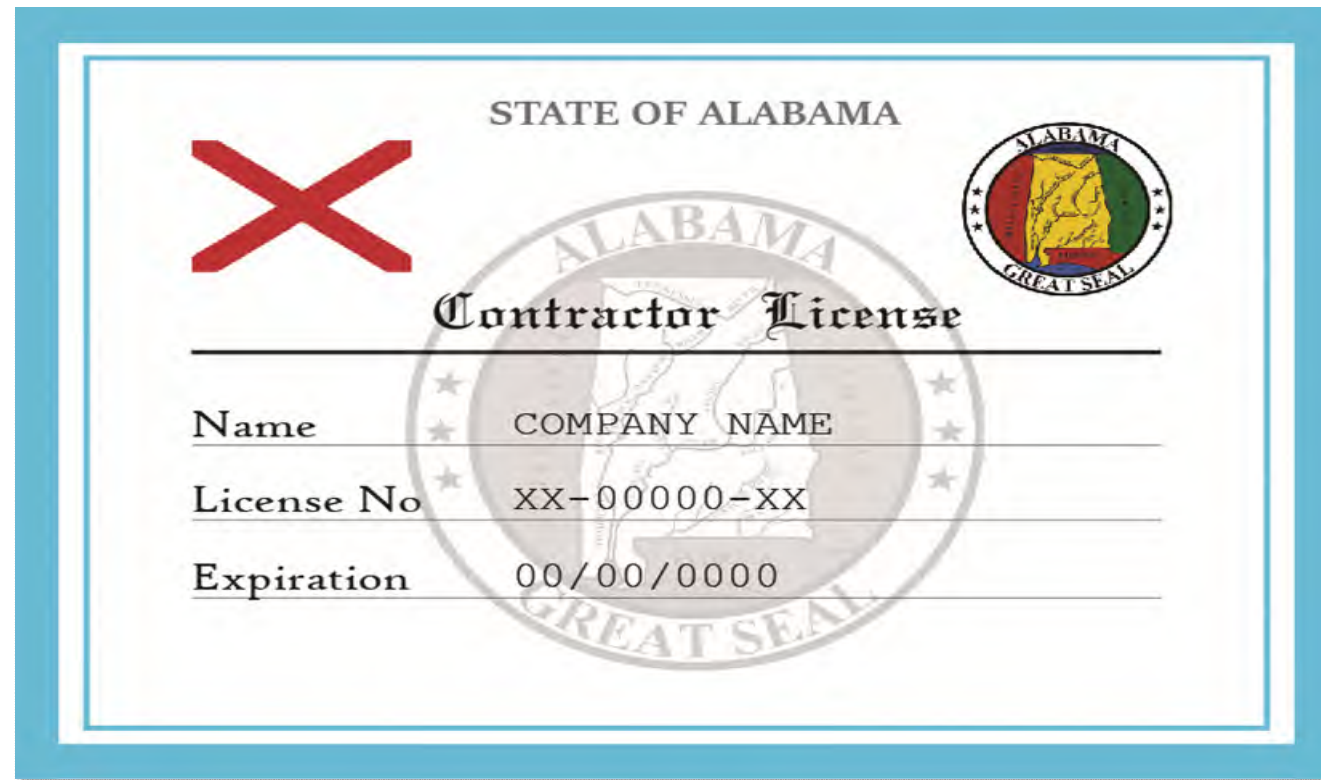 STATE OF ALABAMA
ALABAMA
GREAT SEAL
ALABAMA
Contractor License
Name COMPANY NAME
License No XX-00000-XX
Expiration 00/00/0000
GREAT SEAL